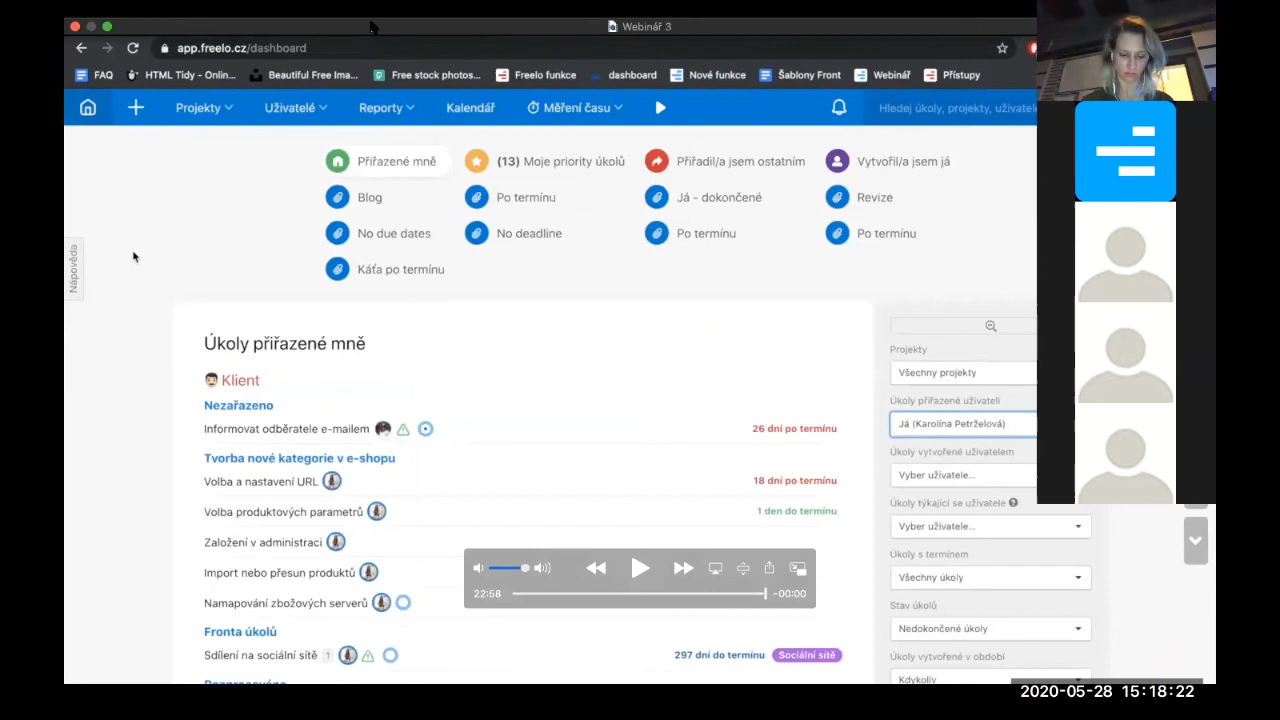 Webinář 3
app.freelo.cz/dashboard
FAQ HTML Tidy - Onlin... Beautiful Free Ima... Free stock photos... Freelo funkce dashboard Nové funkce Šablony Front Webinář Přístupy
Projekty Uživatelé Reporty Kalendář Měření času Hledej úkoly, projekty, uživatele
Přiřazené mně (13) Moje priority úkolů Přiřadil/a jsem ostatním Vytvořil/a jsem já
Blog Po termínu Já - dokončené Revize
No due dates No deadline Po termínu Po termínu
Káťa po termínu
Nápověda
Úkoly přiřazené mně
Klient
Nezařazeno
Informovat odběratele e-mailem 26 dní po termínu
Tvorba nové kategorie v e-shopu
Volba a nastavení URL 18 dní po termínu
Volba produktových parametrů 1 den do termínu
Založení v administraci
Import nebo přesun produktů
Namapování zbožových serverů
Fronta úkolů
Sdílení na sociální sítě 1 297 dní do termínu Sociální sítě
Projekty
Všechny projekty
Úkoly přiřazené uživateli
Já (Karolína Petrželová)
Úkoly vytvořené uživatelem
Vyber uživatele...
Úkoly týkající se uživatele
Vyber uživatele...
Úkoly s termínem
Všechny úkoly
Stav úkolů
Nedokončené úkoly
Úkoly vytvořené v období
Kdykoliv
22:58 -00:00
2020-05-28 15:18:22